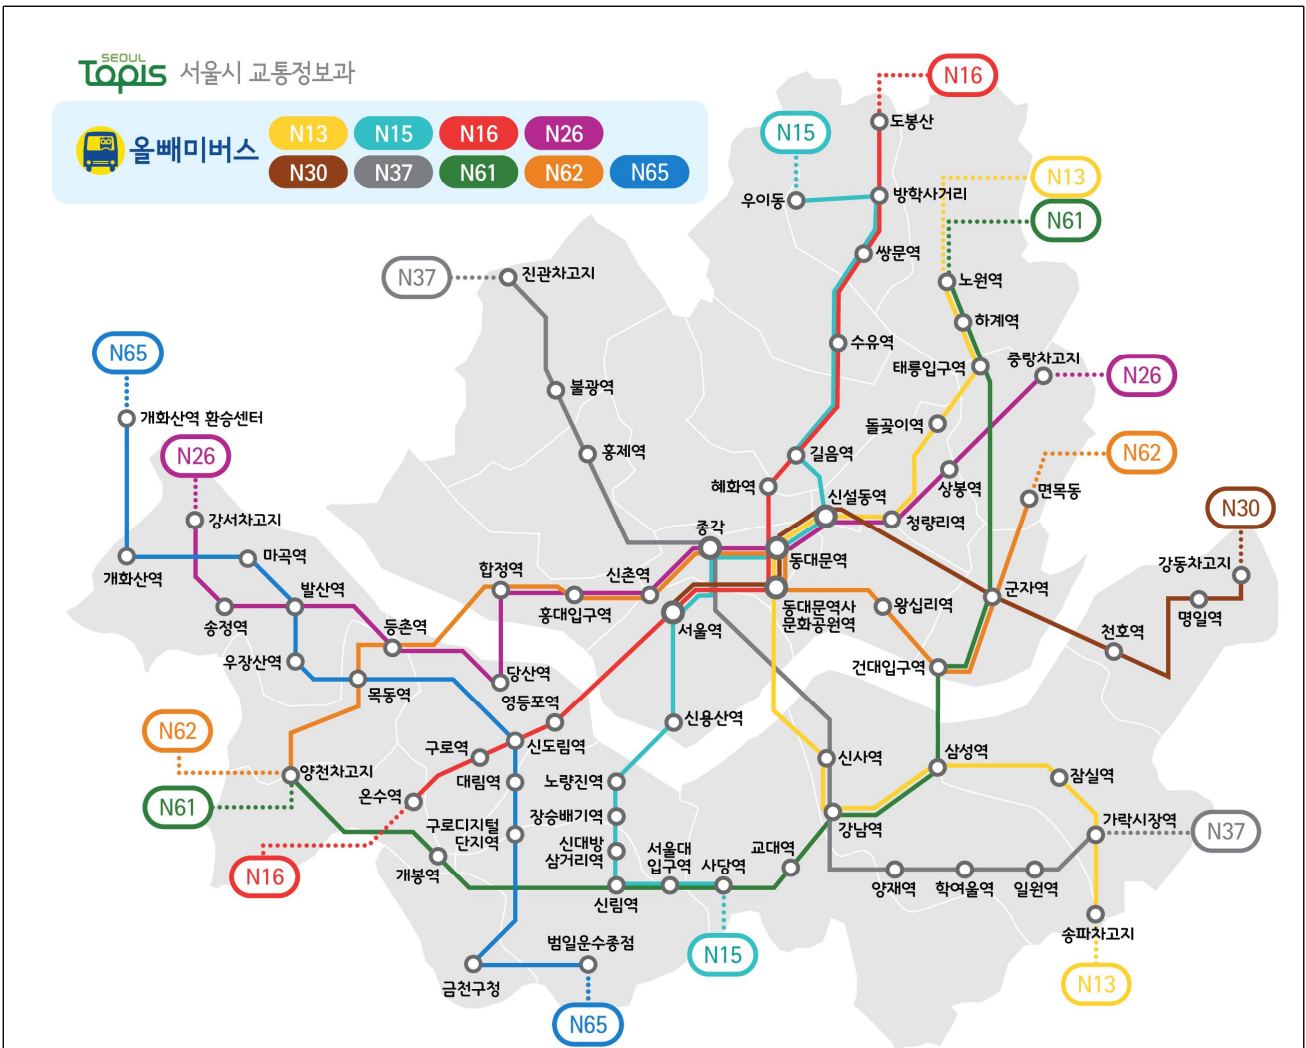 SEOUL
Topis 서울시 교통정보과
올빼미버스
N13 N15 N16 N26
N30 N37 N61 N62 N65
N16
도봉산
N15
우이동
방학사거리
N13
N61
쌍문역
노원역
N37
진관차고지
하계역
수유역
태릉입구역
중랑차고지
N26
N65
불광역
개화산역 환승센터
돌곶이역
N26
홍제역
길음역
N62
혜화역
상봉역
면목동
신설동역
N30
강서차고지
종각
청량리역
개화산역
마곡역
합정역
신촌역
동대문역
강동차고지
발산역
홍대입구역
동대문역사
문화공원역
왕십리역
군자역
명일역
송정역
등촌역
서울역
천호역
우장산역
당산역
건대입구역
목동역
영등포역
신용산역
N62
구로역
신도림역
신사역
삼성역
양천차고지
대림역
노량진역
잠실역
N61
온수역
장승배기역
강남역
가락시장역
N37
구로디지털
단지역
신대방
삼거리역
서울대
입구역
사당역
교대역
N16
개봉역
신림역
양재역
학여울역
일원역
송파차고지
N15
범일운수종점
금천구청
N13
N65